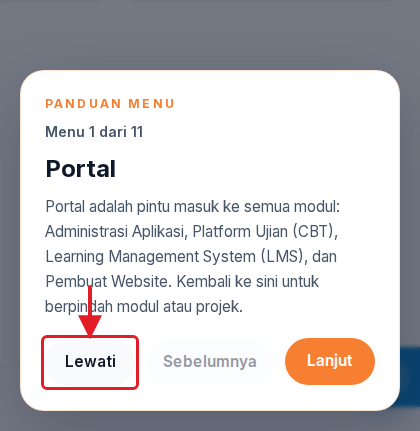 PANDUAN MENU
Menu 1 dari 11
Portal
Portal adalah pintu masuk ke semua modul:
Administrasi Aplikasi, Platform Ujian (CBT),
Learning Management System (LMS), dan
Pembuat Website. Kembali ke sini untuk
berpindah modul atau projek.
Lewati Sebelumnya Lanjut